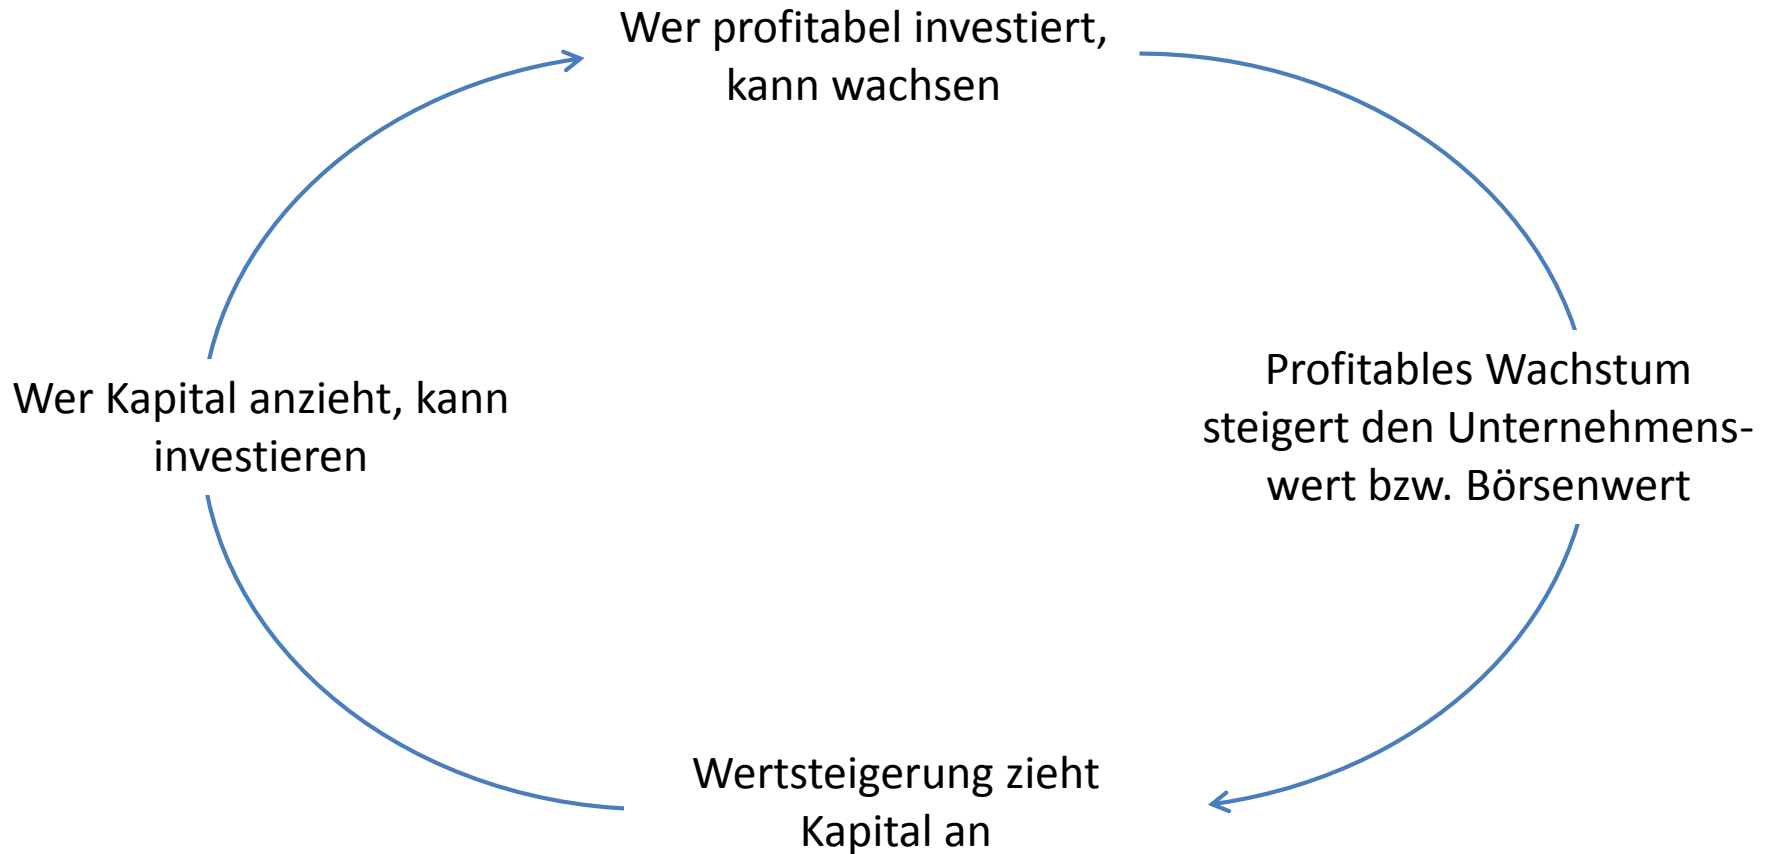 Wer profitabel investiert,
kann wachsen
Profitables Wachstum
steigert den Unternehmens-
wert bzw. Börsenwert
Wertsteigerung zieht
Kapital an
Wer Kapital anzieht, kann
investieren